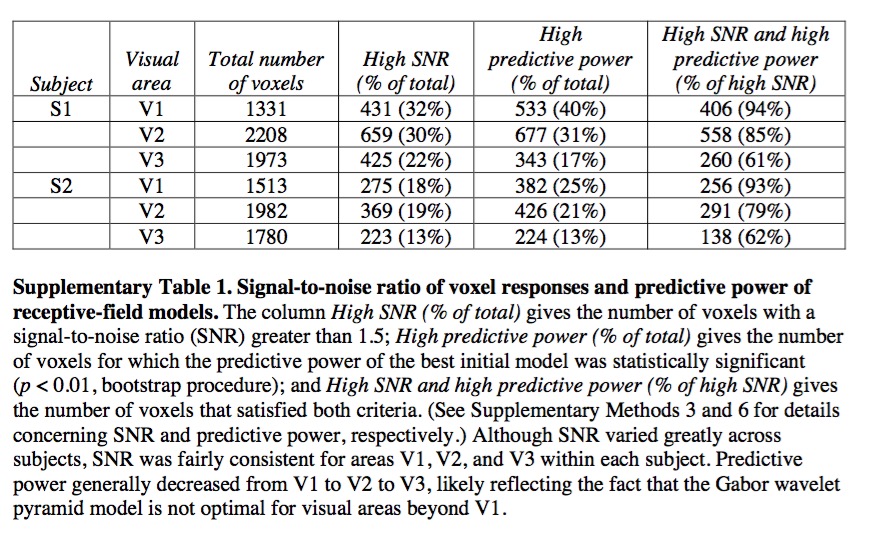 Subject Visual area Total number of voxels High SNR (% of total) High predictive power (% of total) High SNR and high predictive power (% of high SNR)
S1 V1 1331 431 (32%) 533 (40%) 406 (94%)
V2 2208 659 (30%) 677 (31%) 558 (85%)
V3 1973 425 (22%) 343 (17%) 260 (61%)
S2 V1 1513 275 (18%) 382 (25%) 256 (93%)
V2 1982 369 (19%) 426 (21%) 291 (79%)
V3 1780 223 (13%) 224 (13%) 138 (62%)
Supplementary Table 1. Signal-to-noise ratio of voxel responses and predictive power of
receptive-field models. The column High SNR (% of total) gives the number of voxels with a
signal-to-noise ratio (SNR) greater than 1.5; High predictive power (% of total) gives the number
of voxels for which the predictive power of the best initial model was statistically significant
(p < 0.01, bootstrap procedure); and High SNR and high predictive power (% of high SNR) gives
the number of voxels that satisfied both criteria. (See Supplementary Methods 3 and 6 for details
concerning SNR and predictive power, respectively.) Although SNR varied greatly across
subjects, SNR was fairly consistent for areas V1, V2, and V3 within each subject. Predictive
power generally decreased from V1 to V2 to V3, likely reflecting the fact that the Gabor wavelet
pyramid model is not optimal for visual areas beyond V1.